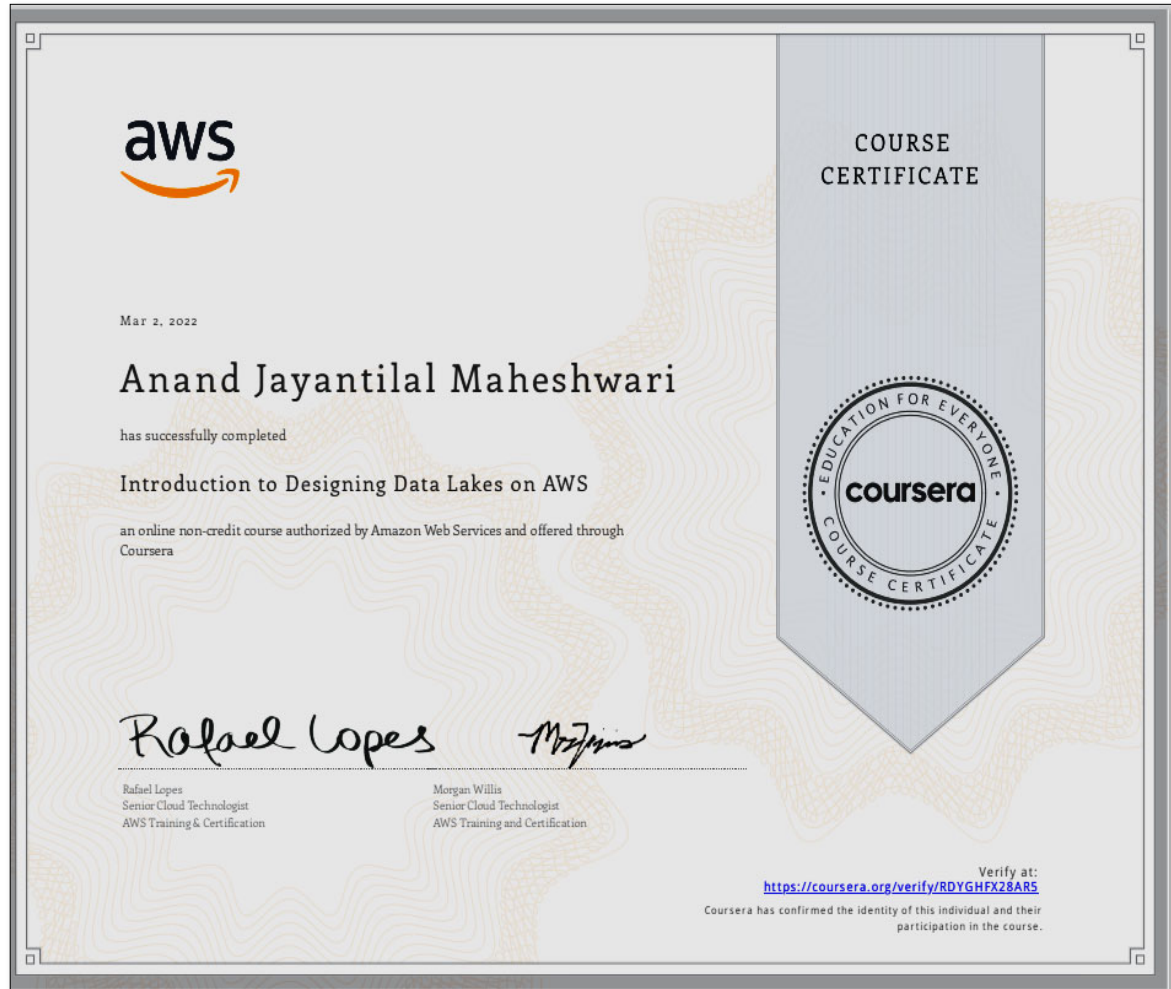 aws
COURSE
CERTIFICATE
Mar 2, 2022
Anand Jayantilal Maheshwari
has successfully completed
Introduction to Designing Data Lakes on AWS
an online non-credit course authorized by Amazon Web Services and offered through
Coursera
EDUCATION FOR EVERYONE
coursera
COURSE CERTIFICATE
Rafael Lopes
Rafael Lopes
Senior Cloud Technologist
AWS Training & Certification
Morgan Willis
Senior Cloud Technologist
AWS Training and Certification
Verify at:
https://coursera.org/verify/RDYGHFX28AR5
Coursera has confirmed the identity of this individual and their
participation in the course.